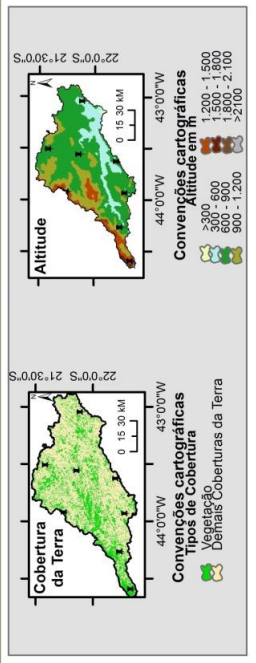 Cobertura
da Terra
N
21°30'0"S
22°0'0"S
44°0'0"W
43°0'0"W
0 15 30 KM
Convenções cartográficas
Tipos de Cobertura
Vegetação
Demais Coberturas da Terra
Altitude
N
21°30'0"S
22°0'0"S
44°0'0"W
43°0'0"W
0 15 30 KM
Convenções cartográficas
Altitude em m
>300
300 - 600
600 - 900
900 - 1.200
1.200 - 1.500
1.500 - 1.800
1.800 - 2.100
>2100